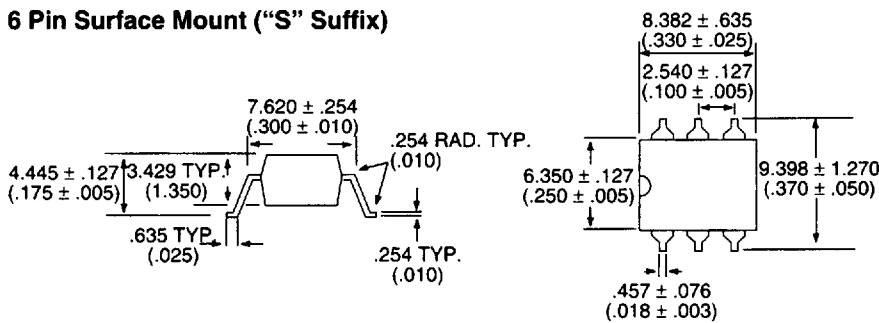 6 Pin Surface Mount (“S” Suffix)
7.620 ± .254
(.300 ± .010)
.254 RAD. TYP.
(.010)
4.445 ± .127
(.175 ± .005)
3.429 TYP.
(1.350)
.635 TYP.
(.025)
.254 TYP.
(.010)
8.382 ± .635
(.330 ± .025)
2.540 ± .127
(.100 ± .005)
6.350 ± .127
(.250 ± .005)
9.398 ± 1.270
(.370 ± .050)
.457 ± .076
(.018 ± .003)